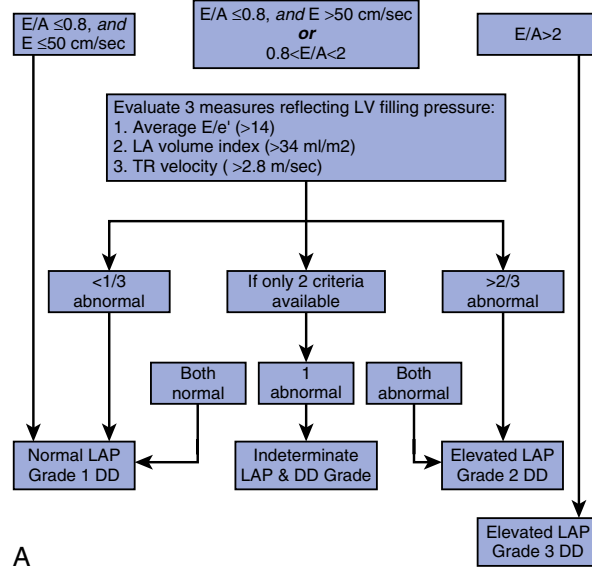 E/A ≤0.8, and
E ≤50 cm/sec
E/A ≤0.8, and E >50 cm/sec
or
0.8<E/A<2
E/A>2
Evaluate 3 measures reflecting LV filling pressure:
1. Average E/e' (>14)
2. LA volume index (>34 ml/m2)
3. TR velocity ( >2.8 m/sec)
<1/3
abnormal
If only 2 criteria
available
>2/3
abnormal
Both
normal
1
abnormal
Both
abnormal
Normal LAP
Grade 1 DD
Indeterminate
LAP & DD Grade
Elevated LAP
Grade 2 DD
Elevated LAP
Grade 3 DD
A